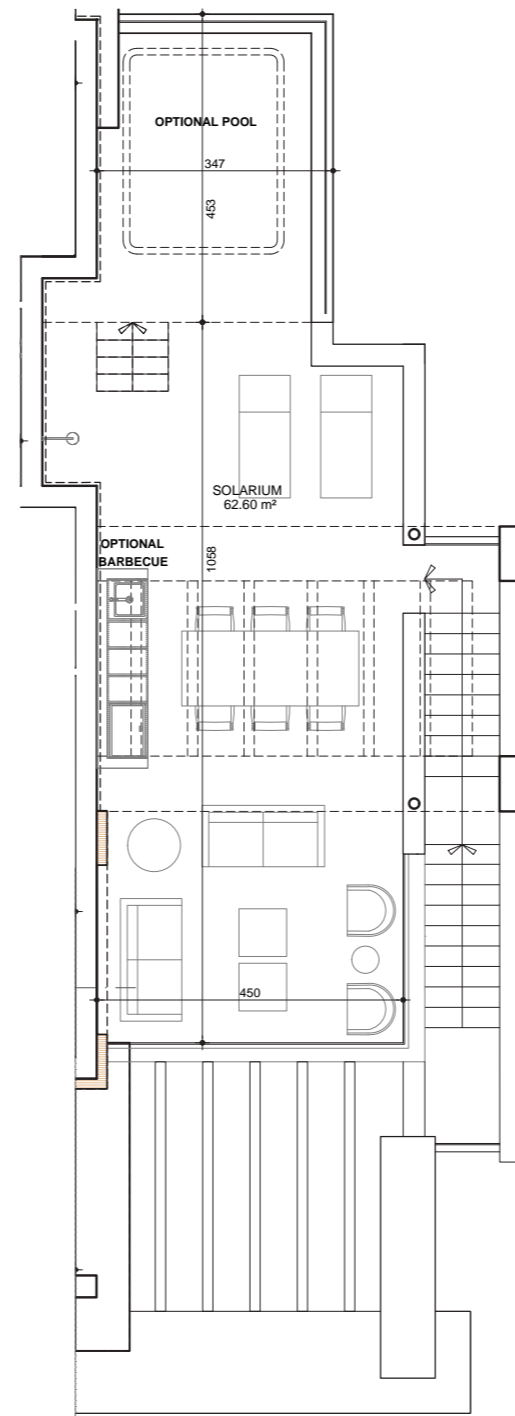 OPTIONAL POOL
347
453
SOLARIUM
62.60 m²
OPTIONAL
BARBECUE
1058
450